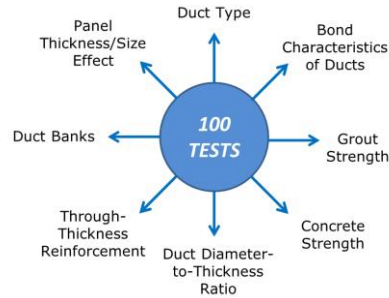 Duct Type
Panel
Thickness/Size
Effect
Bond
Characteristics
of Ducts
100
TESTS
Duct Banks
Grout
Strength
Through-
Thickness
Reinforcement
Duct Diameter-
to-Thickness
Ratio
Concrete
Strength